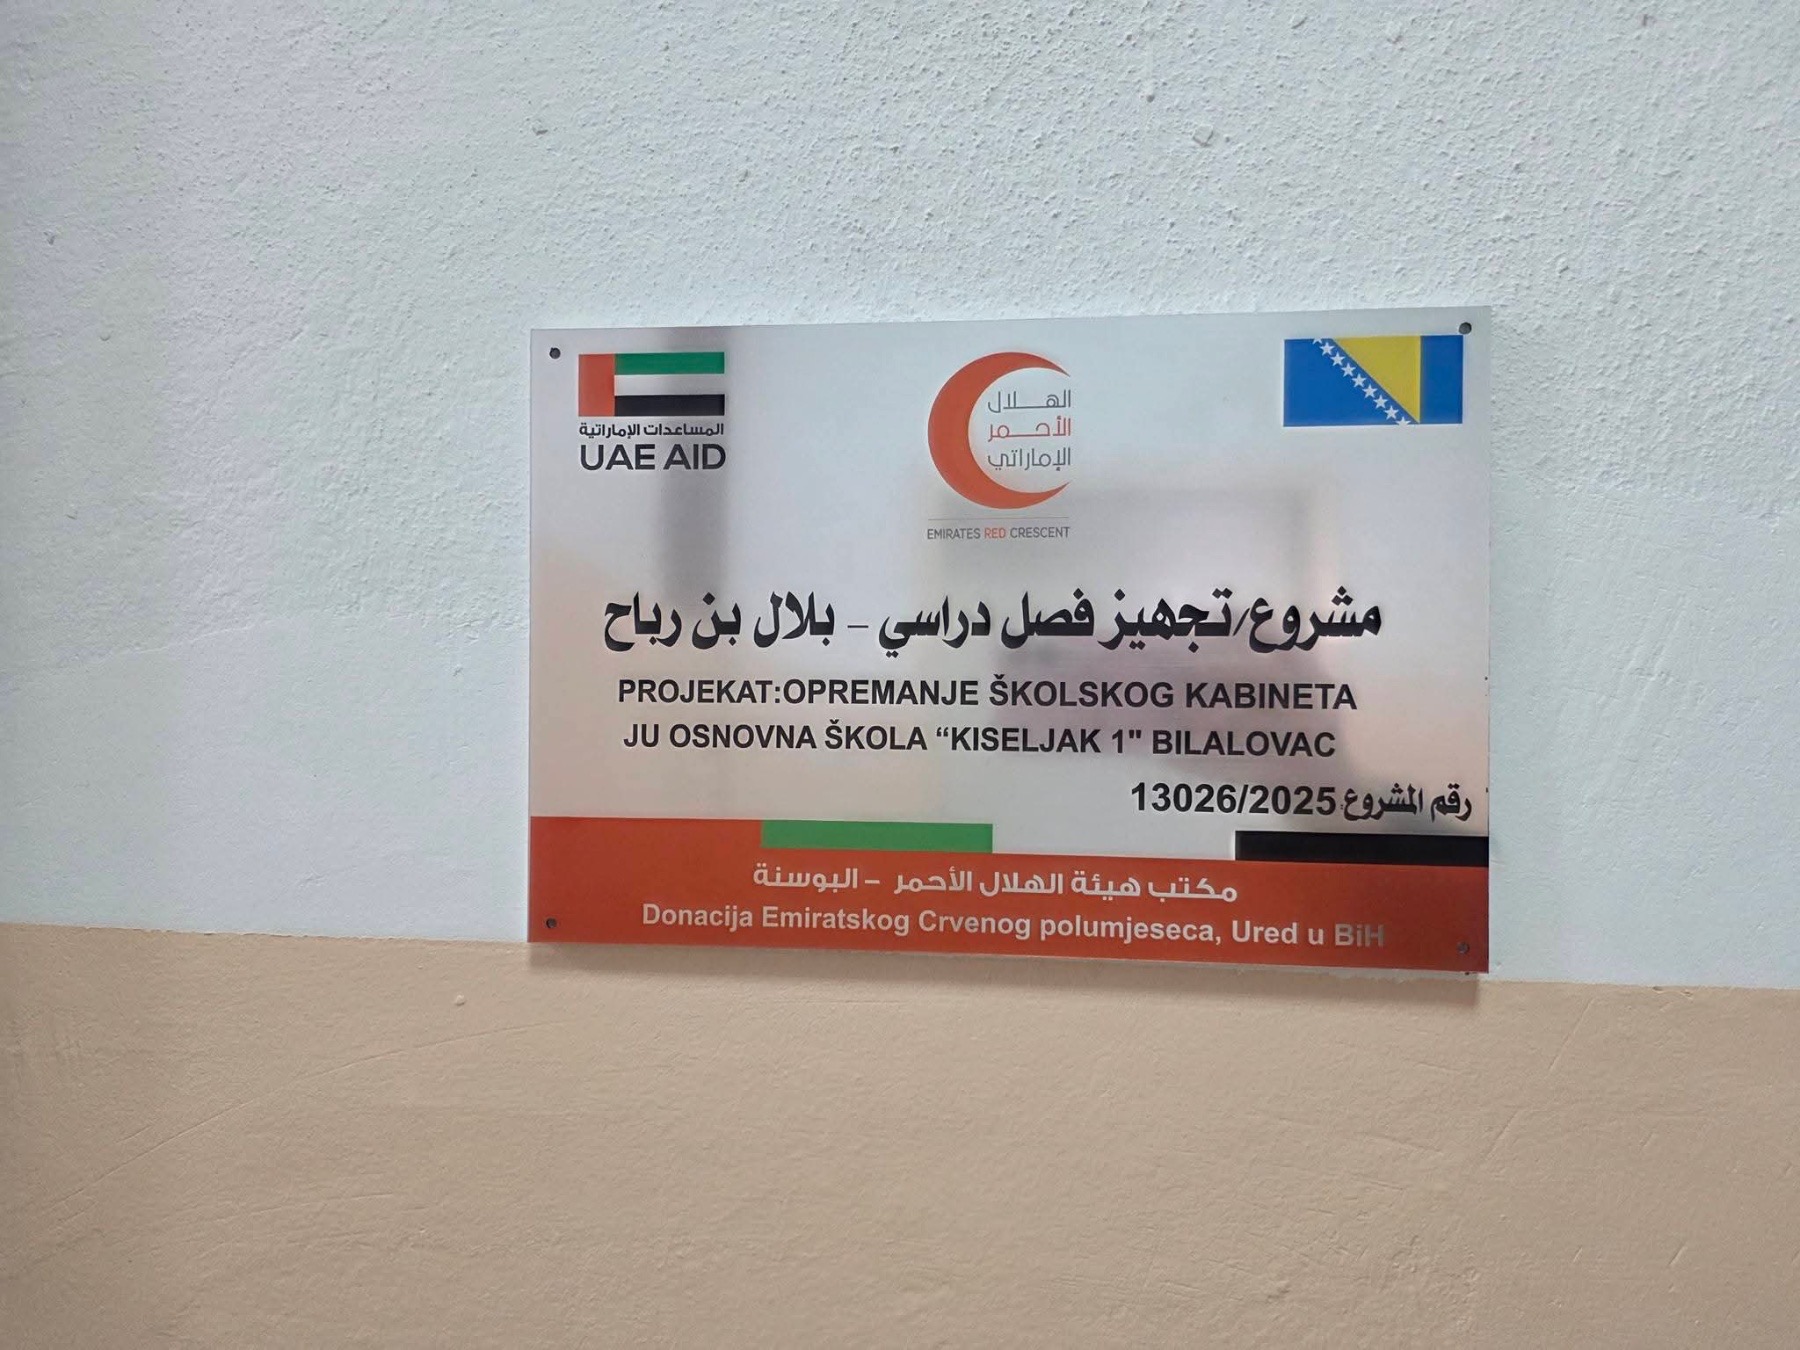 المساعدات الإماراتية
UAE AID
الهلال
الأحمر
الإماراتي
EMIRATES RED CRESCENT
مشروع/تجهيز فصل دراسي – بلال بن رباح
PROJEKAT:OPREMANJE ŠKOLSKOG KABINETA
JU OSNOVNA ŠKOLA “KISELJAK 1" BILALOVAC
رقم المشروع:13026/2025
مكتب هيئة الهلال الأحمر – البوسنة
Donacija Emiratskog Crvenog polumjeseca, Ured u BiH